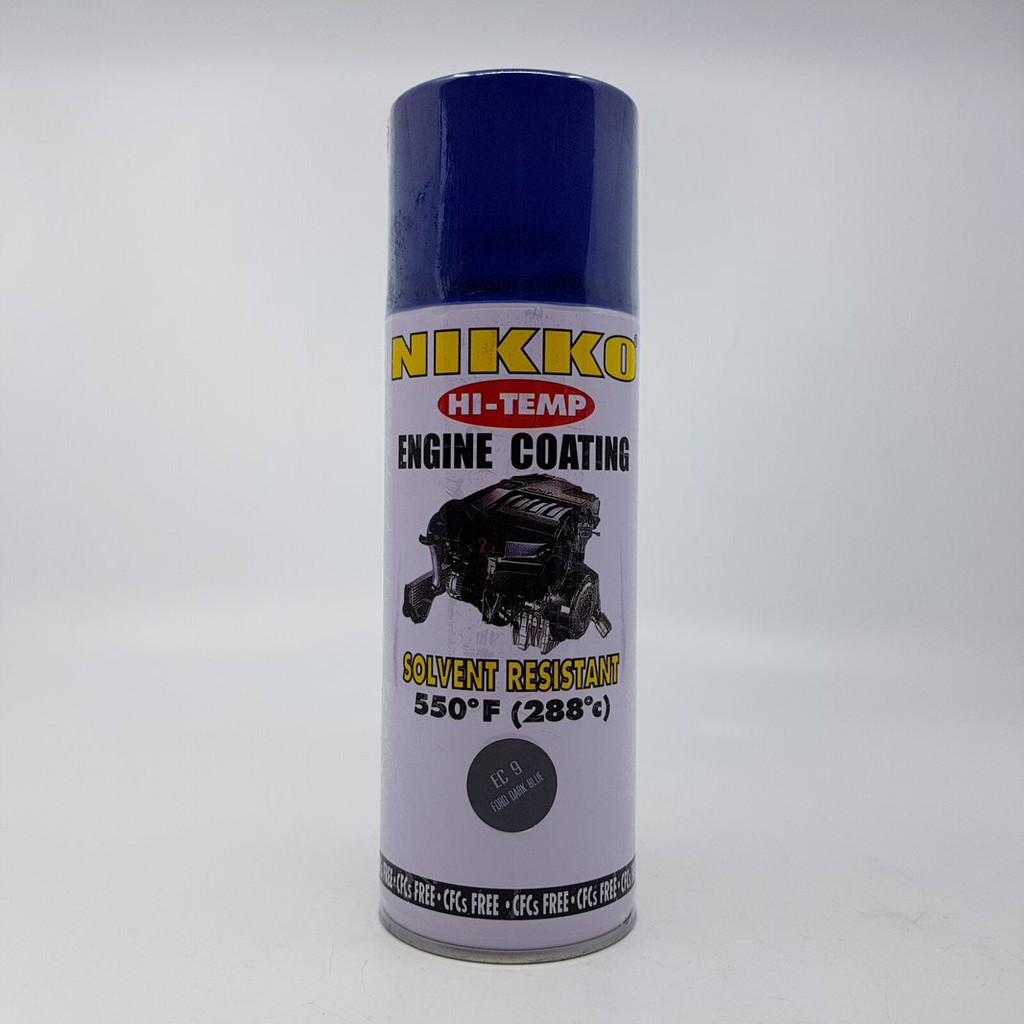 NIKKO®
HI-TEMP
ENGINE COATING
SOLVENT RESISTANT
550°F (288°c)
EC 9
FORD DARK BLUE
FREE • CFCs FREE • CFCs FREE • CFCs FREE • CFCs FREE •